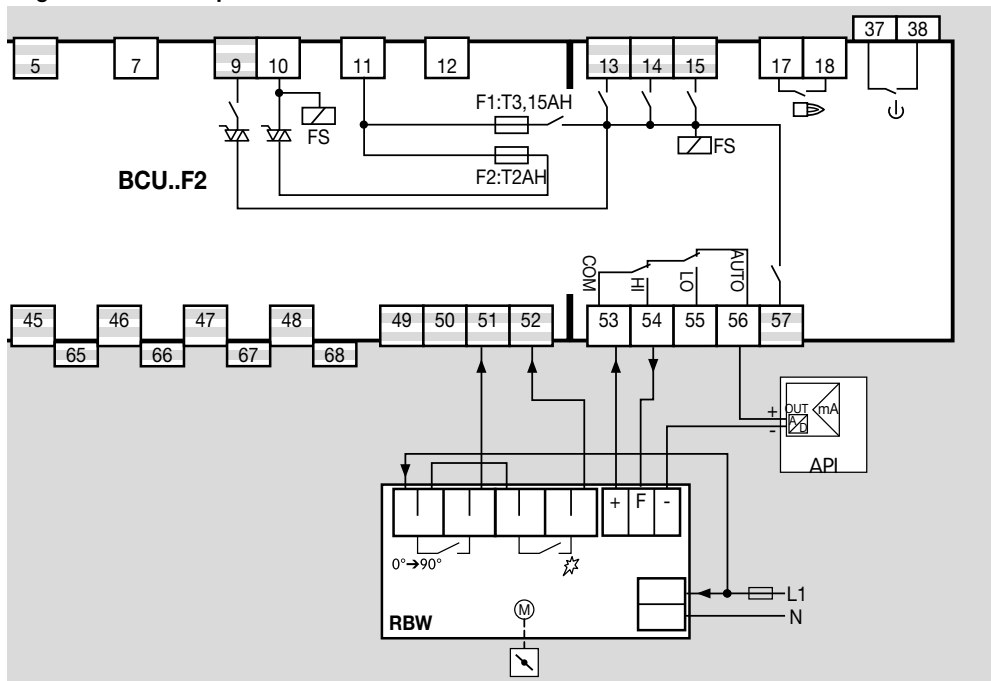 37 38
5 7 9 10 11 12 13 14 15 17 18
F1:T3,15AH
FS
FS
F2:T2AH
BCU..F2
COM HI LO AUTO
45 46 47 48 49 50 51 52 53 54 55 56 57
65 66 67 68
+ OUT mA
- A/D
API
+ F -
0°→90°
L1
M
N
RBW